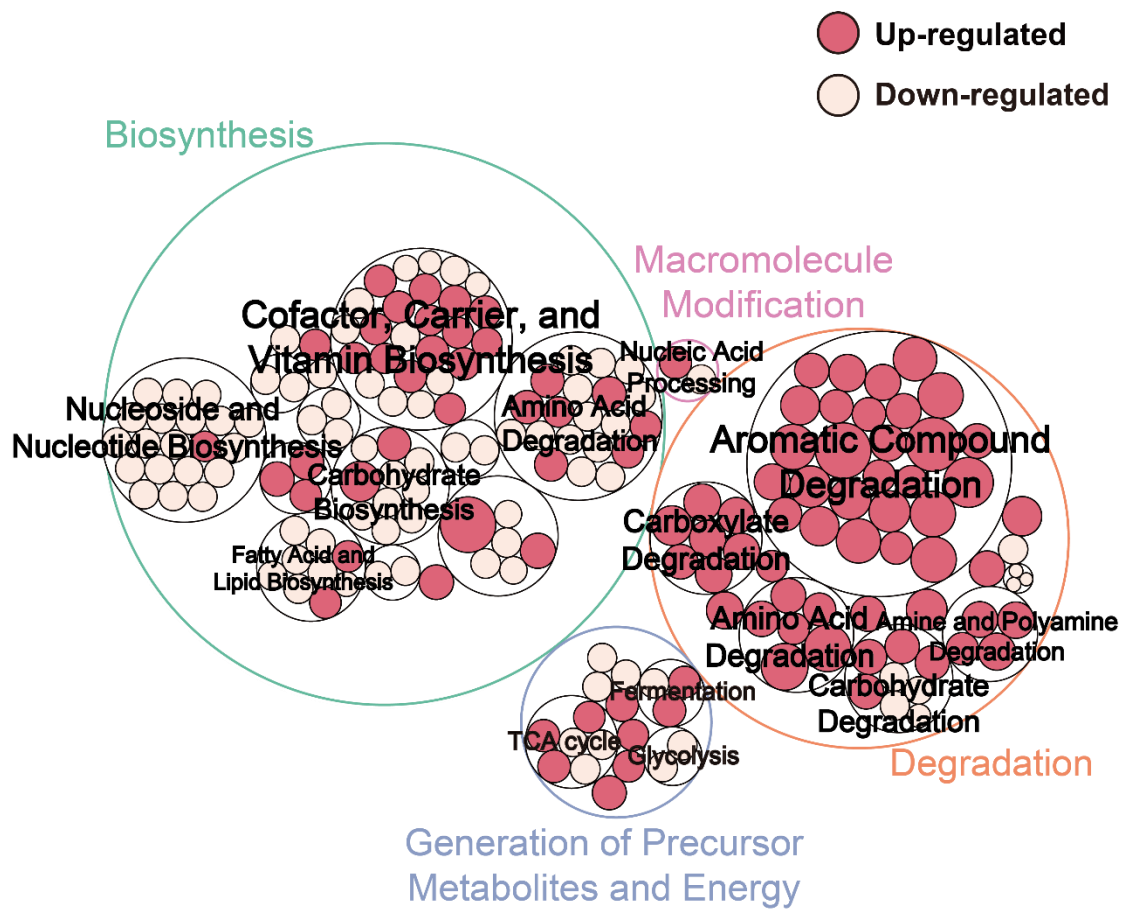 Up-regulated
Down-regulated
Biosynthesis
Macromolecule
Modification
Cofactor, Carrier, and
Vitamin Biosynthesis
Nucleic Acid
Processing
Nucleoside and
Nucleotide Biosynthesis
Amino Acid
Degradation
Aromatic Compound
Degradation
Carbohydrate
Biosynthesis
Carboxylate
Degradation
Fatty Acid and
Lipid Biosynthesis
Amino Acid
Degradation
Amine and Polyamine
Degradation
Carbohydrate
Degradation
Fermentation
TCA cycle
Glycolysis
Degradation
Generation of Precursor
Metabolites and Energy